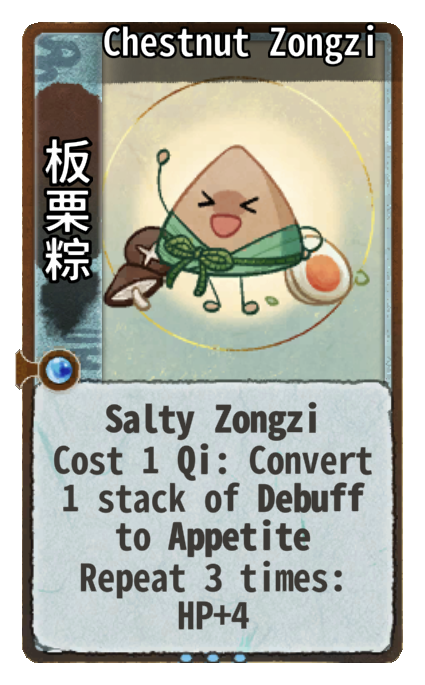 Chestnut Zongzi
板栗粽
Salty Zongzi
Cost 1 Qi: Convert
1 stack of Debuff
to Appetite
Repeat 3 times:
HP+4